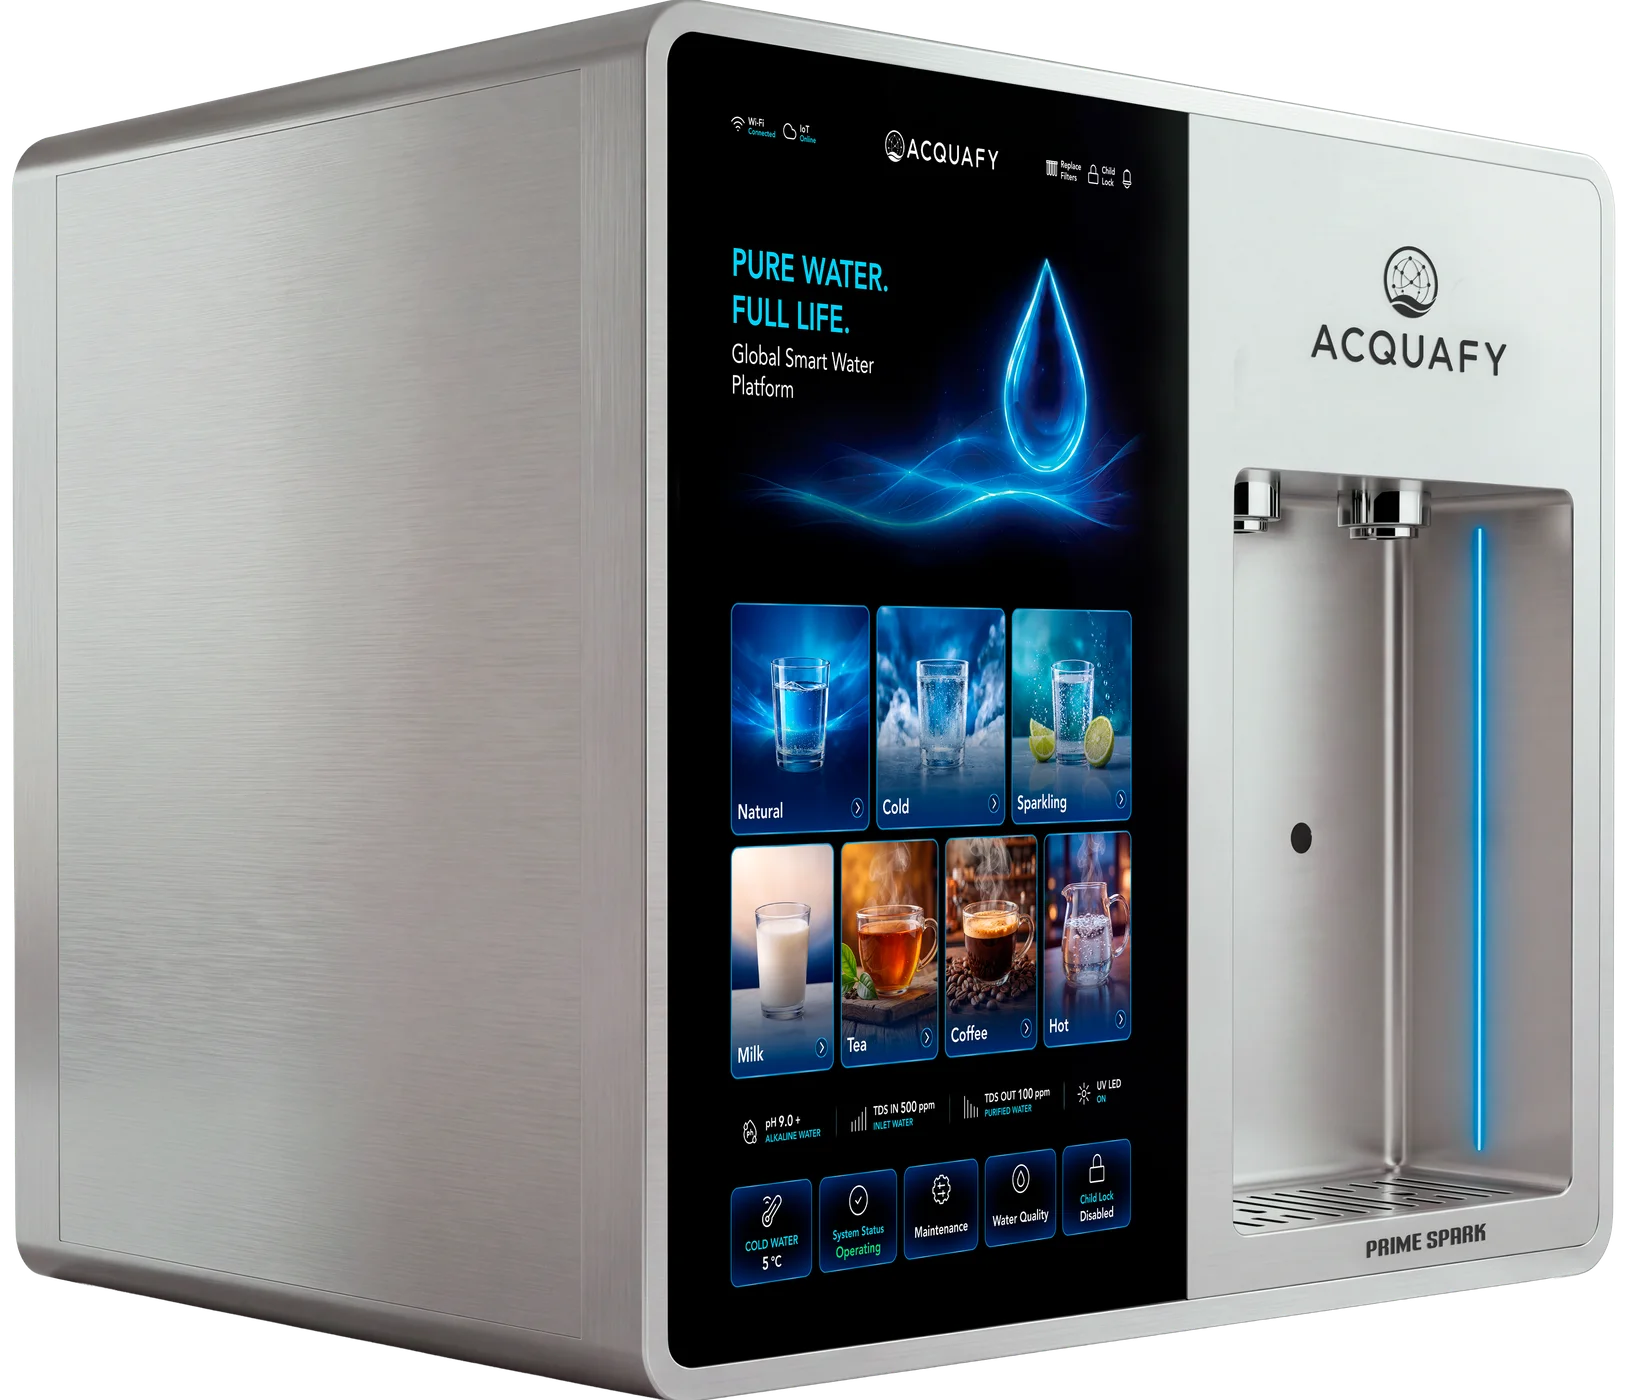 Wi-Fi
Connected
IoT
Online
ACQUAFY
Replace
Filters
Child
Lock
PURE WATER.
FULL LIFE.
Global Smart Water
Platform
Natural
Cold
Sparkling
Milk
Tea
Coffee
Hot
pH 9.0 +
ALKALINE WATER
TDS IN 500 ppm
INLET WATER
TDS OUT 100 ppm
PURIFIED WATER
UV LED
ON
COLD WATER
5 °C
System Status
Operating
Maintenance
Water Quality
Child Lock
Disabled
ACQUAFY
PRIME SPARK